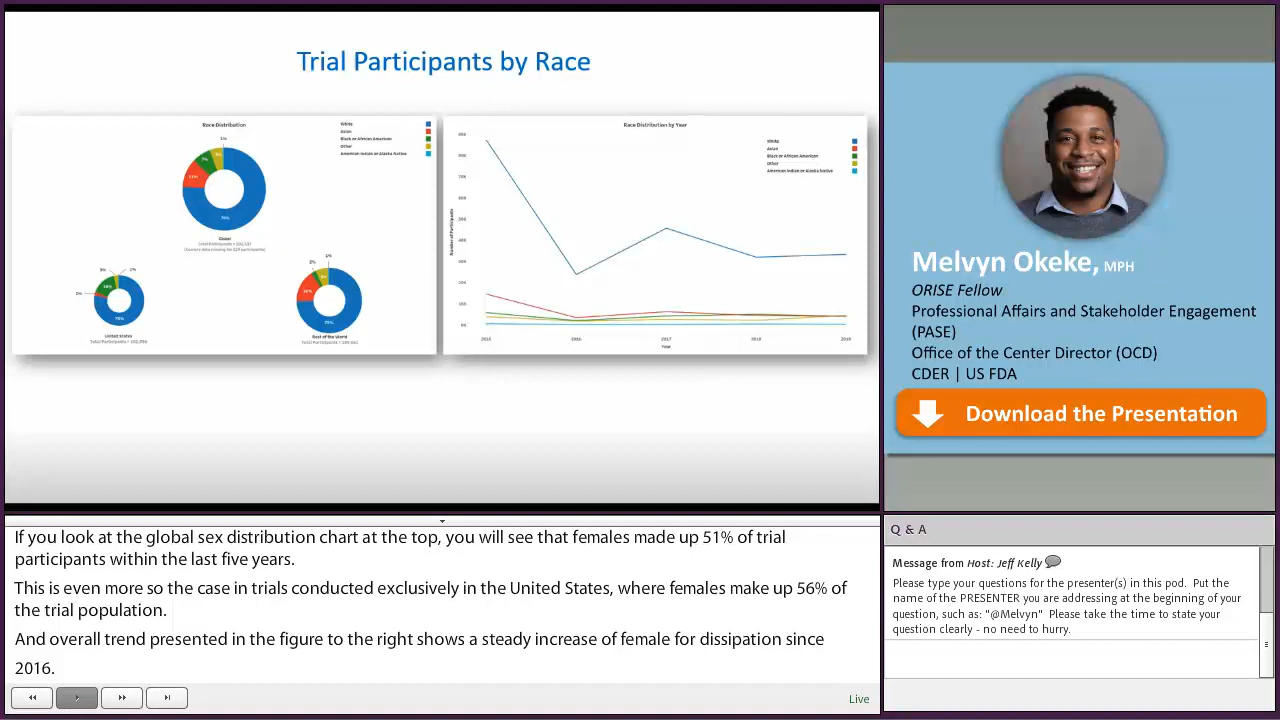 Trial Participants by Race
Race Distribution
White
Asian
Black or African American
Other
American Indian or Alaska Native
1%
7%
11%
76%
Global
United States
Rest of the World
Race Distribution by Year
White
Asian
Black or African American
Other
American Indian or Alaska Native
Number of Participants
2015
2016
2017
2018
2019
Year
Melvyn Okeke, MPH
ORISE Fellow
Professional Affairs and Stakeholder Engagement
(PASE)
Office of the Center Director (OCD)
CDER | US FDA
Download the Presentation
If you look at the global sex distribution chart at the top, you will see that females made up 51% of trial
participants within the last five years.
This is even more so the case in trials conducted exclusively in the United States, where females make up 56% of
the trial population.
And overall trend presented in the figure to the right shows a steady increase of female for dissipation since
2016.
Live
Q & A
Message from Host: Jeff Kelly
Please type your questions for the presenter(s) in this pod. Put the
name of the PRESENTER you are addressing at the beginning of your
question, such as: "@Melvyn" Please take the time to state your
question clearly - no need to hurry.